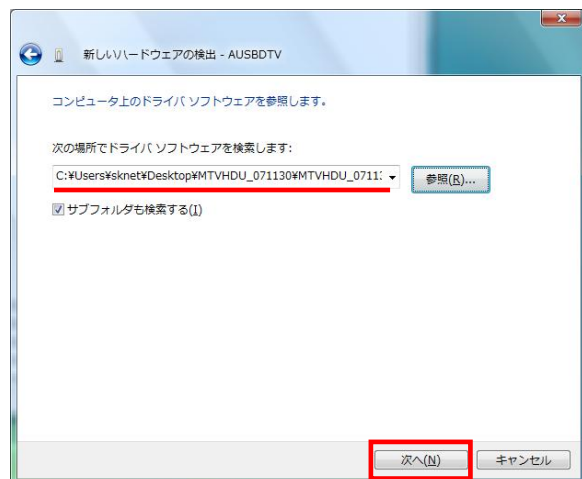 新しいハードウェアの検出 - AUSBDTV
コンピュータ上のドライバ ソフトウェアを参照します。
次の場所でドライバ ソフトウェアを検索します:
C:¥Users¥sknet¥Desktop¥MTVHDU_071130¥MTVHDU_0711 参照(R)...
サブフォルダも検索する(I)
次へ(N) キャンセル